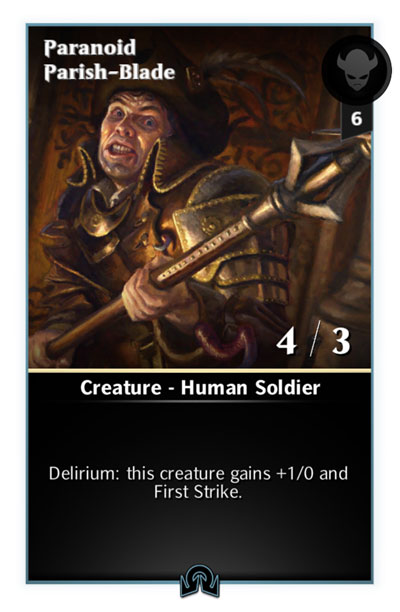 Paranoid
Parish-Blade
6
4 / 3
Creature - Human Soldier
Delirium: this creature gains +1/0 and
First Strike.